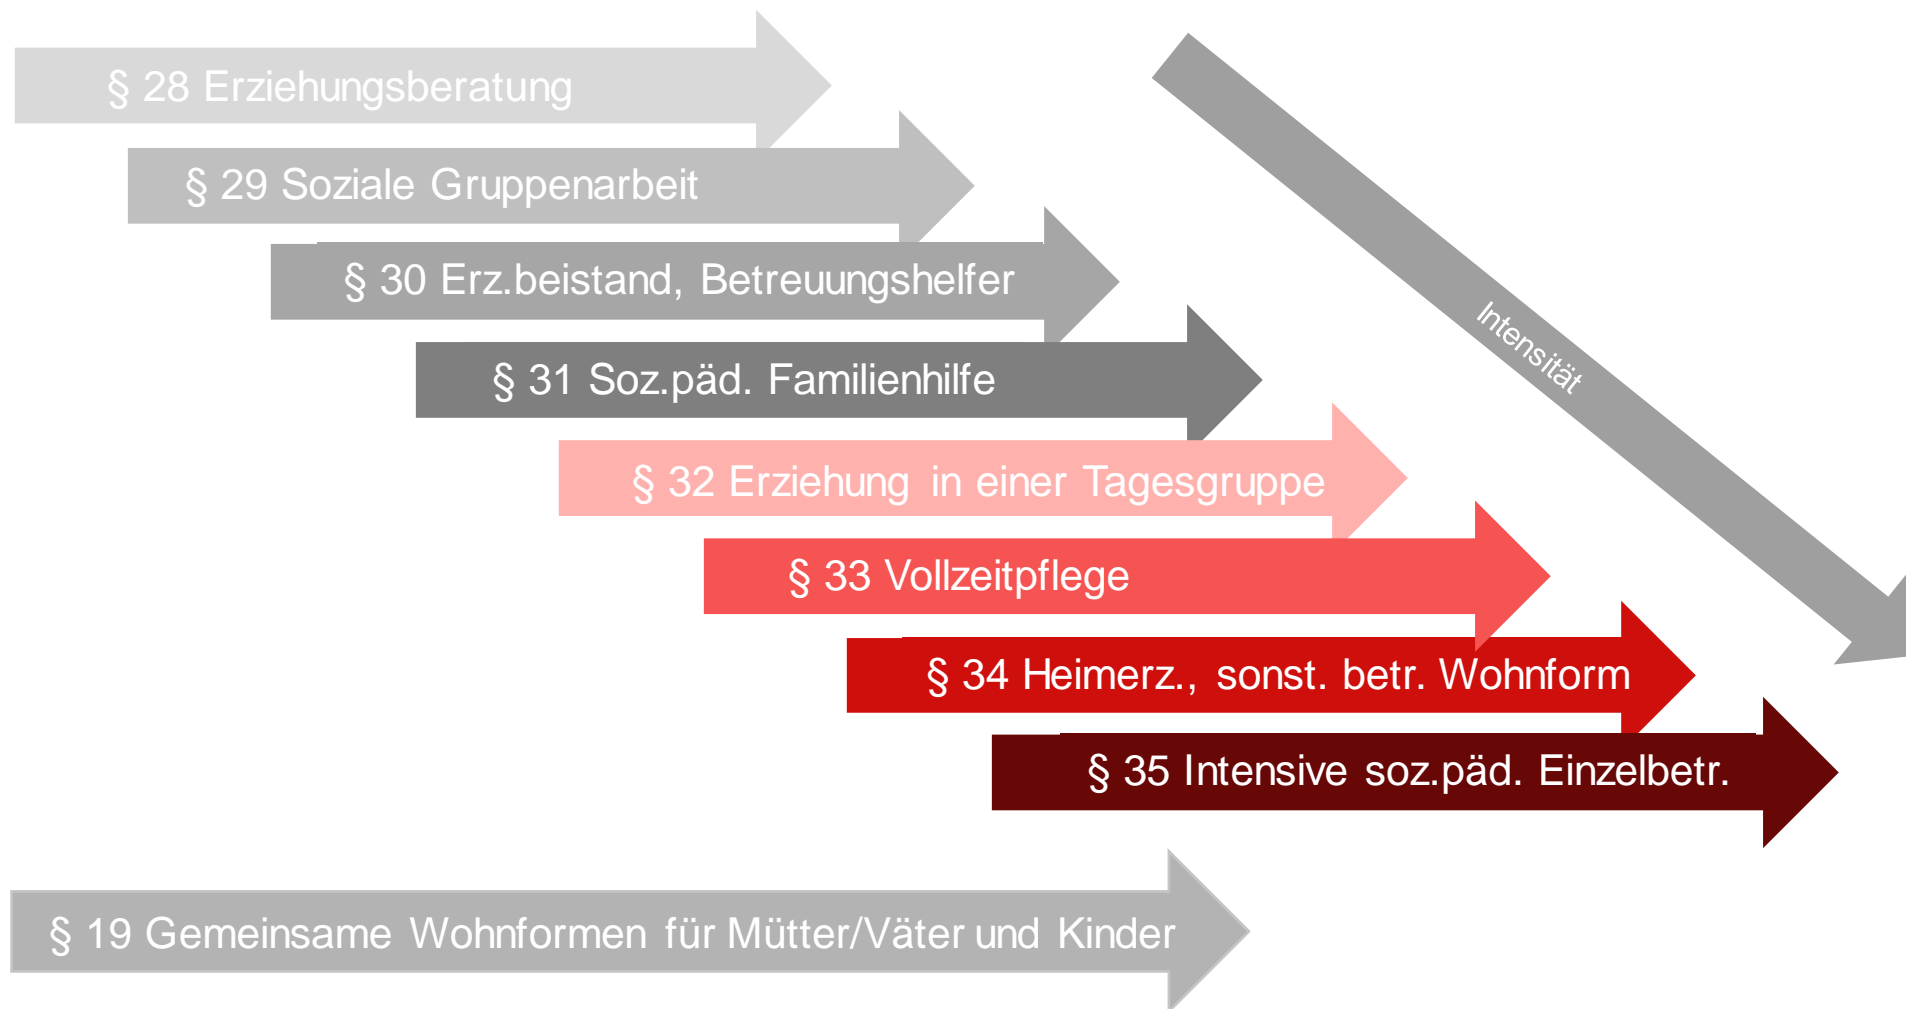 § 28 Erziehungsberatung
§ 29 Soziale Gruppenarbeit
§ 30 Erz.beistand, Betreuungshelfer
Intensität
§ 31 Soz.päd. Familienhilfe
§ 32 Erziehung in einer Tagesgruppe
§ 33 Vollzeitpflege
§ 34 Heimerz., sonst. betr. Wohnform
§ 35 Intensive soz.päd. Einzelbetr.
§ 19 Gemeinsame Wohnformen für Mütter/Väter und Kinder